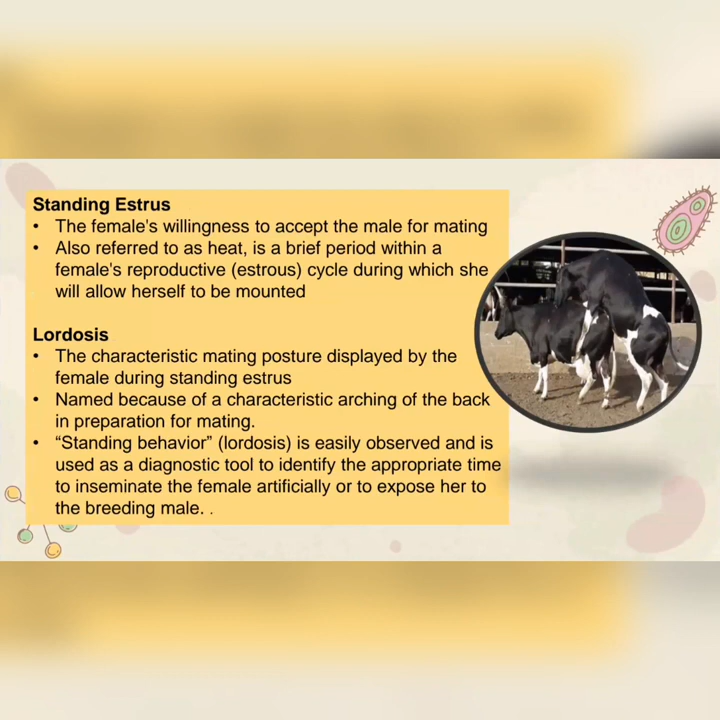 Standing Estrus
• The female's willingness to accept the male for mating
• Also referred to as heat, is a brief period within a
female's reproductive (estrous) cycle during which she
will allow herself to be mounted
Lordosis
• The characteristic mating posture displayed by the
female during standing estrus
• Named because of a characteristic arching of the back
in preparation for mating.
• “Standing behavior” (lordosis) is easily observed and is
used as a diagnostic tool to identify the appropriate time
to inseminate the female artificially or to expose her to
the breeding male. .